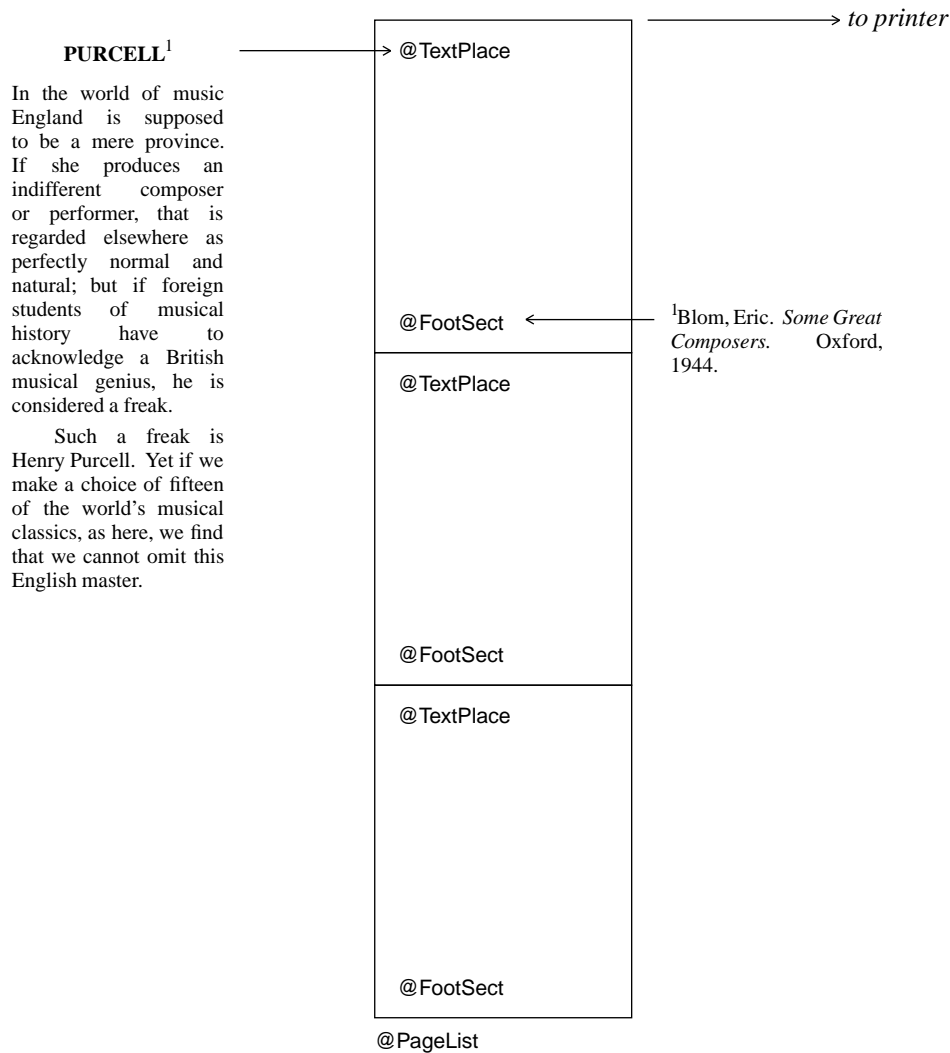 to printer
PURCELL1
In the world of music
England is supposed
to be a mere province.
If she produces an
indifferent composer
or performer, that is
regarded elsewhere as
perfectly normal and
natural; but if foreign
students of musical
history have to
acknowledge a British
musical genius, he is
considered a freak.
Such a freak is
Henry Purcell. Yet if we
make a choice of fifteen
of the world's musical
classics, as here, we find
that we cannot omit this
English master.
@TextPlace
@FootSect
1Blom, Eric. Some Great
Composers. Oxford,
1944.
@TextPlace
@FootSect
@TextPlace
@FootSect
@PageList